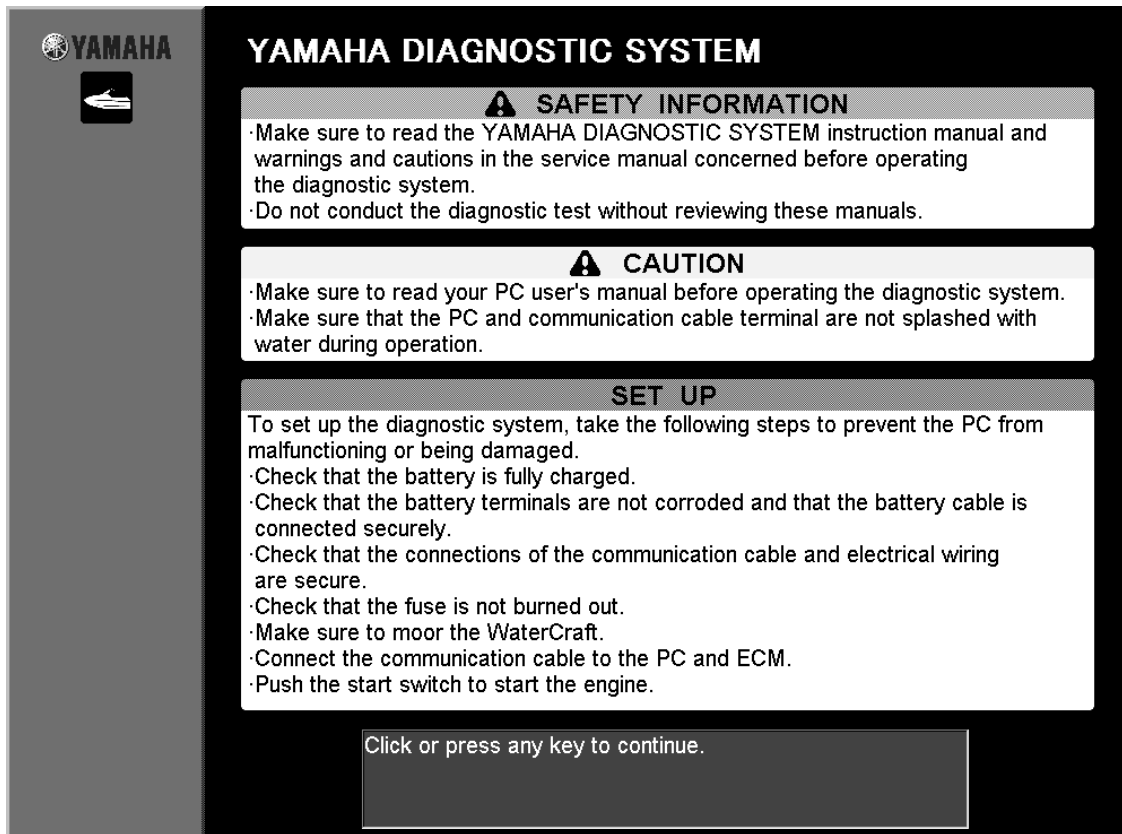 YAMAHA
YAMAHA DIAGNOSTIC SYSTEM
SAFETY INFORMATION
·Make sure to read the YAMAHA DIAGNOSTIC SYSTEM instruction manual and
warnings and cautions in the service manual concerned before operating
the diagnostic system.
·Do not conduct the diagnostic test without reviewing these manuals.
CAUTION
·Make sure to read your PC user's manual before operating the diagnostic system.
·Make sure that the PC and communication cable terminal are not splashed with
water during operation.
SET UP
To set up the diagnostic system, take the following steps to prevent the PC from
malfunctioning or being damaged.
·Check that the battery is fully charged.
·Check that the battery terminals are not corroded and that the battery cable is
connected securely.
·Check that the connections of the communication cable and electrical wiring
are secure.
·Check that the fuse is not burned out.
·Make sure to moor the WaterCraft.
·Connect the communication cable to the PC and ECM.
·Push the start switch to start the engine.
Click or press any key to continue.